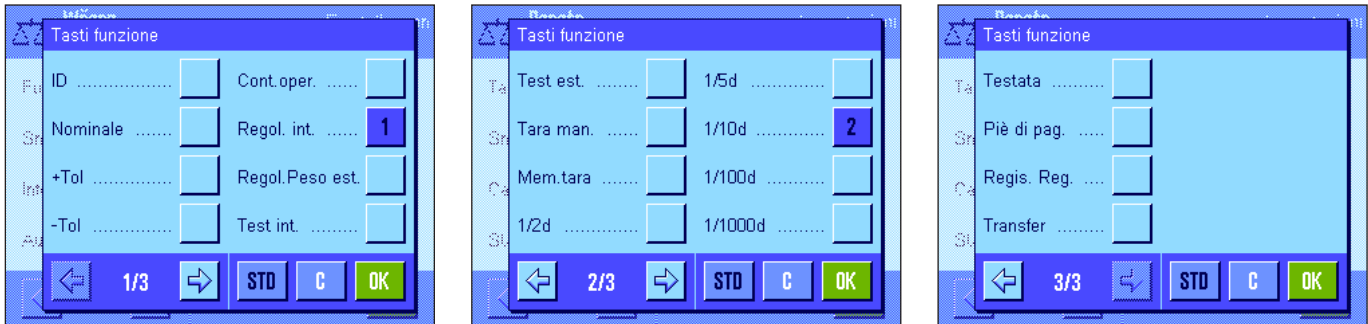 Tasti funzione
ID ................ Cont.oper. ......
Nominale ....... Regol. int. ...... 1
+Tol .............. Regol.Peso est.
-Tol .............. Test int. .........
1/3 STD C OK
Tasti funzione
Test est. ....... 1/5d ..............
Tara man. ...... 1/10d ............ 2
Mem.tara ....... 1/100d ..........
1/2d ............. 1/1000d ........
2/3 STD C OK
Tasti funzione
Testata ..........
Piè di pag. .....
Regis. Reg. ....
Transfer .........
3/3 STD C OK